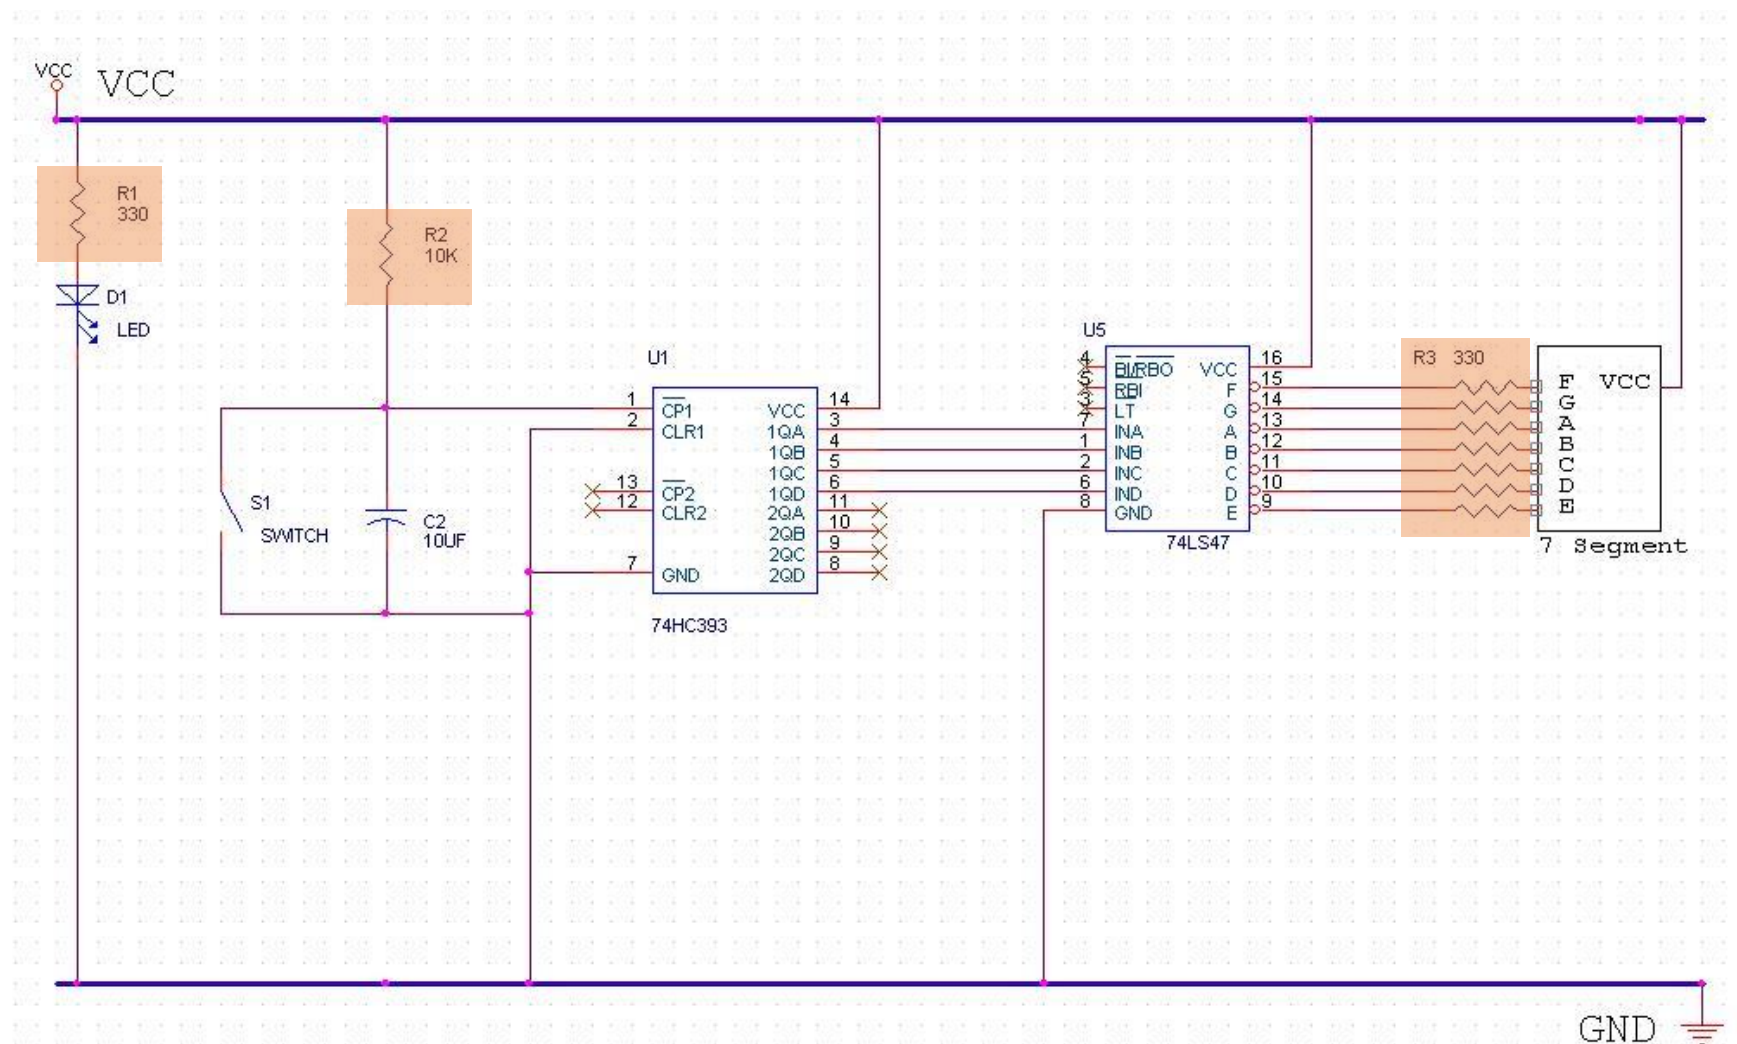 VCC
VCC
R1
330
R2
10K
D1
LED
S1
SWITCH
C2
10UF
U1
1
2
13
12
7
CP1
CLR1
CP2
CLR2
GND
VCC
1QA
1QB
1QC
1QD
2QA
2QB
2QC
2QD
14
3
4
5
6
11
10
9
8
74HC393
U5
4
5
3
7
1
2
6
8
BI/RBO
RBI
LT
INA
INB
INC
IND
GND
VCC
F
G
A
B
C
D
E
16
15
14
13
12
11
10
9
74LS47
R3 330
F VCC
G
A
B
C
D
E
7 Segment
GND